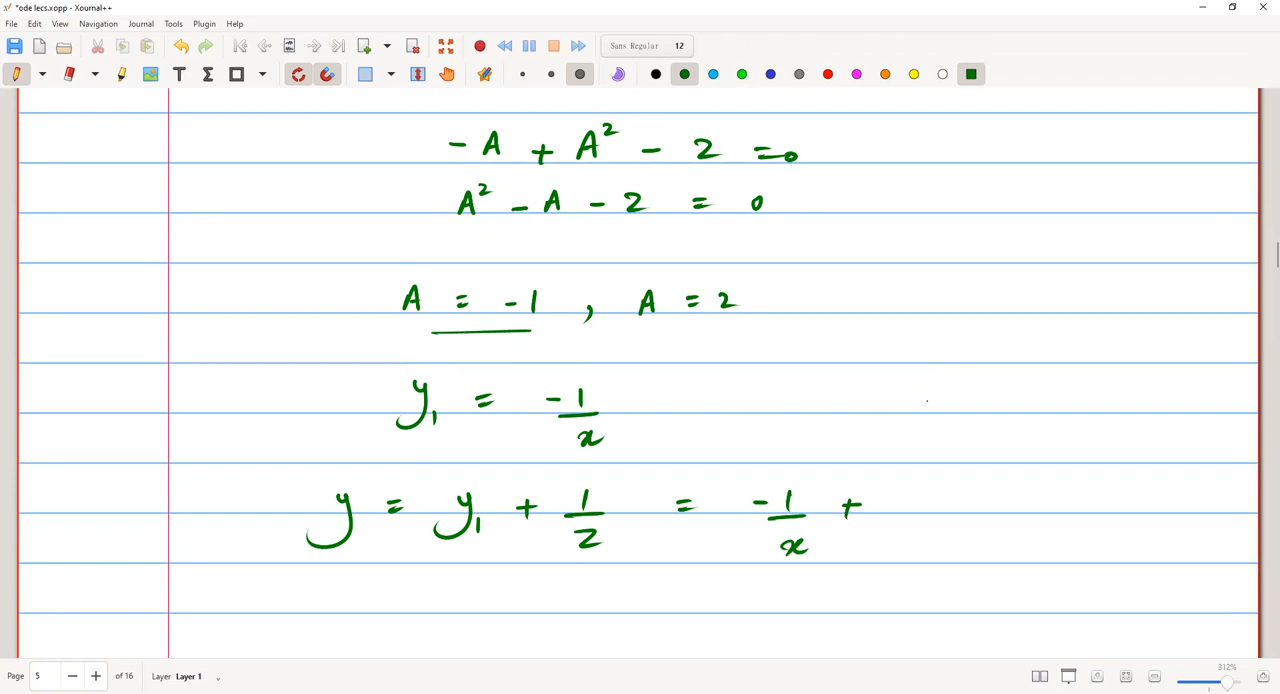 *ode lecs.xopp - Xournal++
File Edit View Navigation Journal Tools Plugin Help
Sans Regular 12
- A + A² - 2 = 0
A² - A - 2 = 0
A = -1 , A = 2
y₁ = -1/x
y = y₁ + 1/z = -1/x +
Page 5 of 16 Layer Layer 1 312%